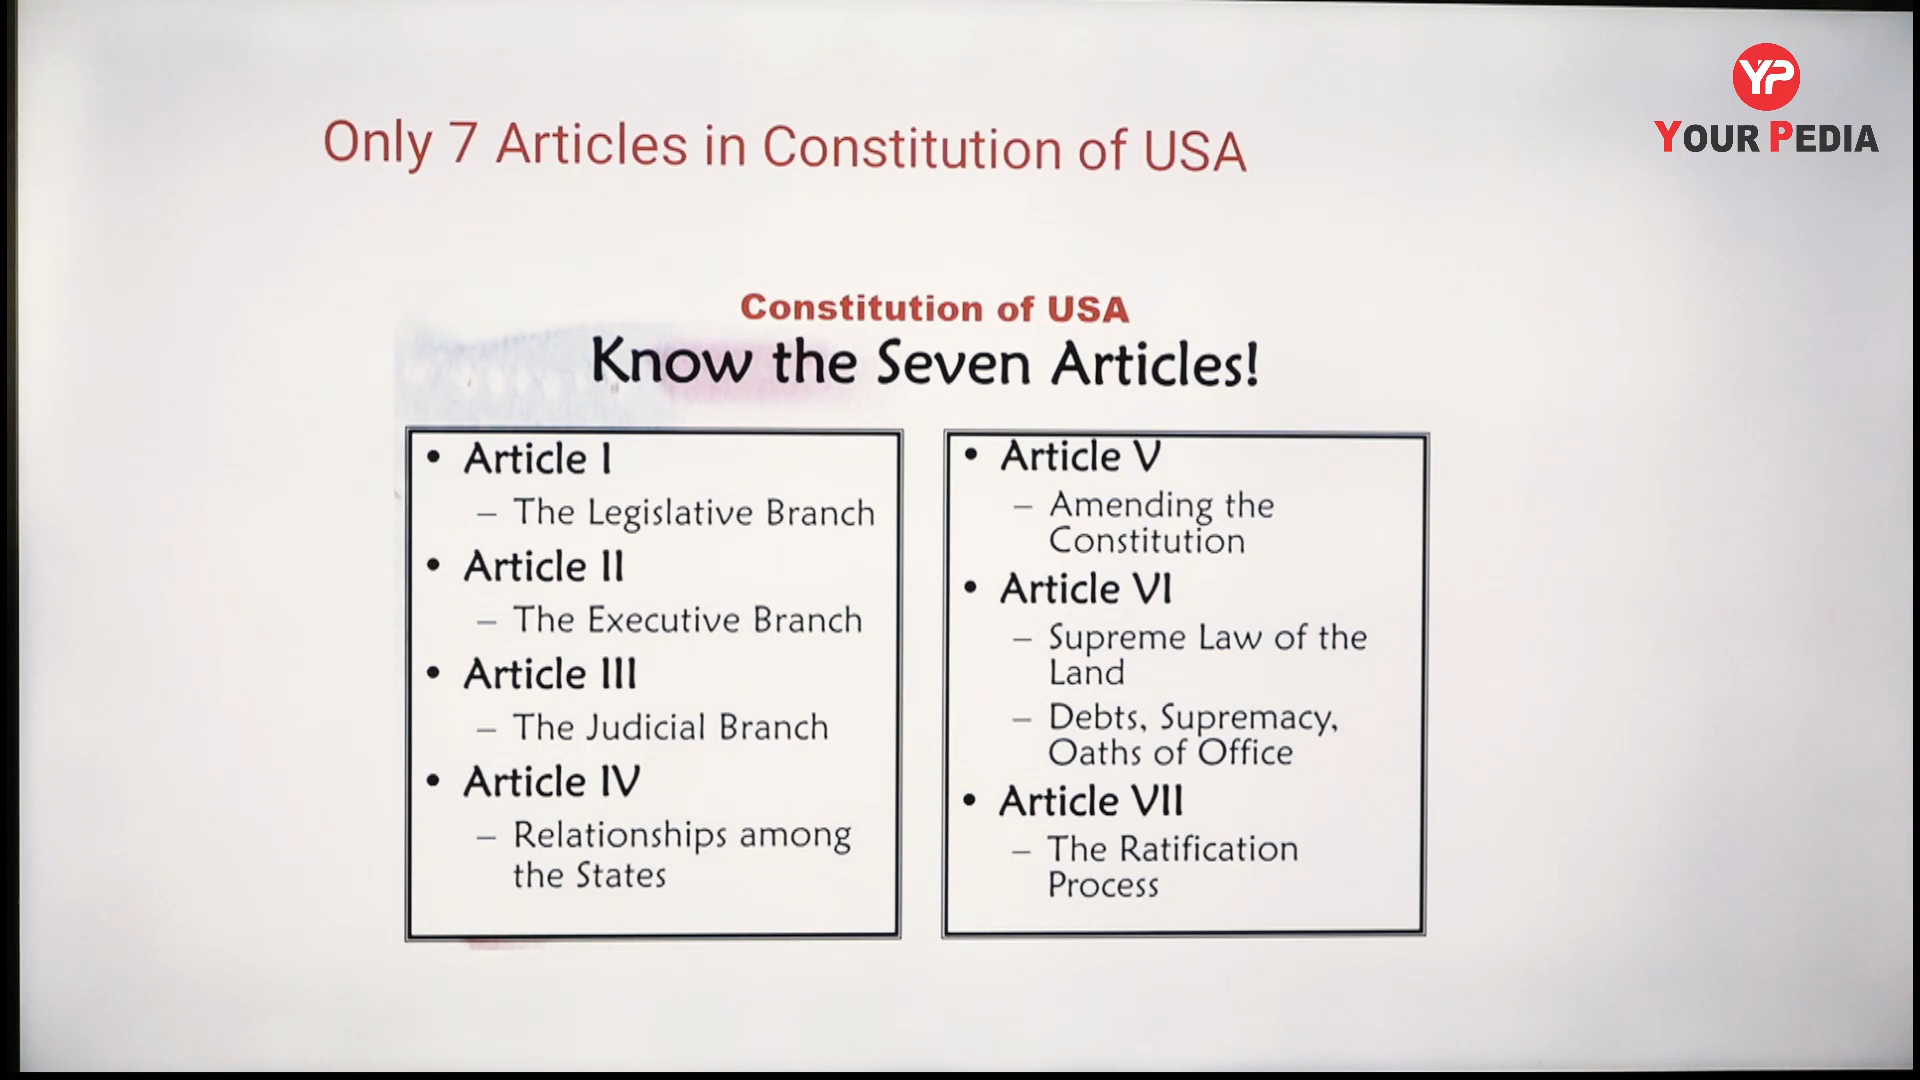 YP
YOUR PEDIA
Only 7 Articles in Constitution of USA
Constitution of USA
Know the Seven Articles!
• Article I
– The Legislative Branch
• Article II
– The Executive Branch
• Article III
– The Judicial Branch
• Article IV
– Relationships among
the States
• Article V
– Amending the
Constitution
• Article VI
– Supreme Law of the
Land
– Debts, Supremacy,
Oaths of Office
• Article VII
– The Ratification
Process